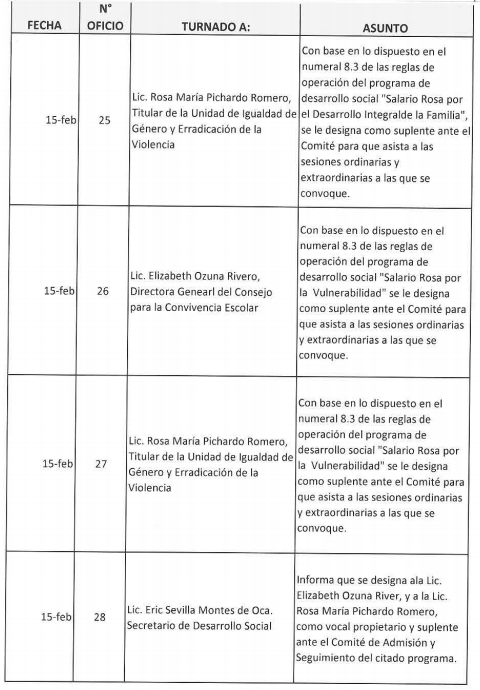 FECHA
N°
OFICIO
TURNADO A:
ASUNTO
15-feb
25
Lic. Rosa María Pichardo Romero,
Titular de la Unidad de Igualdad de
Género y Erradicación de la
Violencia
Con base en lo dispuesto en el
numeral 8.3 de las reglas de
operación del programa de
desarrollo social "Salario Rosa por
el Desarrollo Integralde la Familia",
se le designa como suplente ante el
Comité para que asista a las
sesiones ordinarias y
extraordinarias a las que se
convoque.
15-feb
26
Lic. Elizabeth Ozuna Rivero,
Directora Genearl del Consejo
para la Convivencia Escolar
Con base en lo dispuesto en el
numeral 8.3 de las reglas de
operación del programa de
desarrollo social "Salario Rosa por
la Vulnerabilidad" se le designa
como suplente ante el Comité para
que asista a las sesiones ordinarias
y extraordinarias a las que se
convoque.
15-feb
27
Lic. Rosa María Pichardo Romero,
Titular de la Unidad de Igualdad de
Género y Erradicación de la
Violencia
Con base en lo dispuesto en el
numeral 8.3 de las reglas de
operación del programa de
desarrollo social "Salario Rosa por
la Vulnerabilidad" se le designa
como suplente ante el Comité para
que asista a las sesiones ordinarias
y extraordinarias a las que se
convoque.
15-feb
28
Lic. Eric Sevilla Montes de Oca.
Secretario de Desarrollo Social
Informa que se designa ala Lic.
Elizabeth Ozuna River, y a la Lic.
Rosa María Pichardo Romero,
como vocal propietario y suplente
ante el Comité de Admisión y
Seguimiento del citado programa.